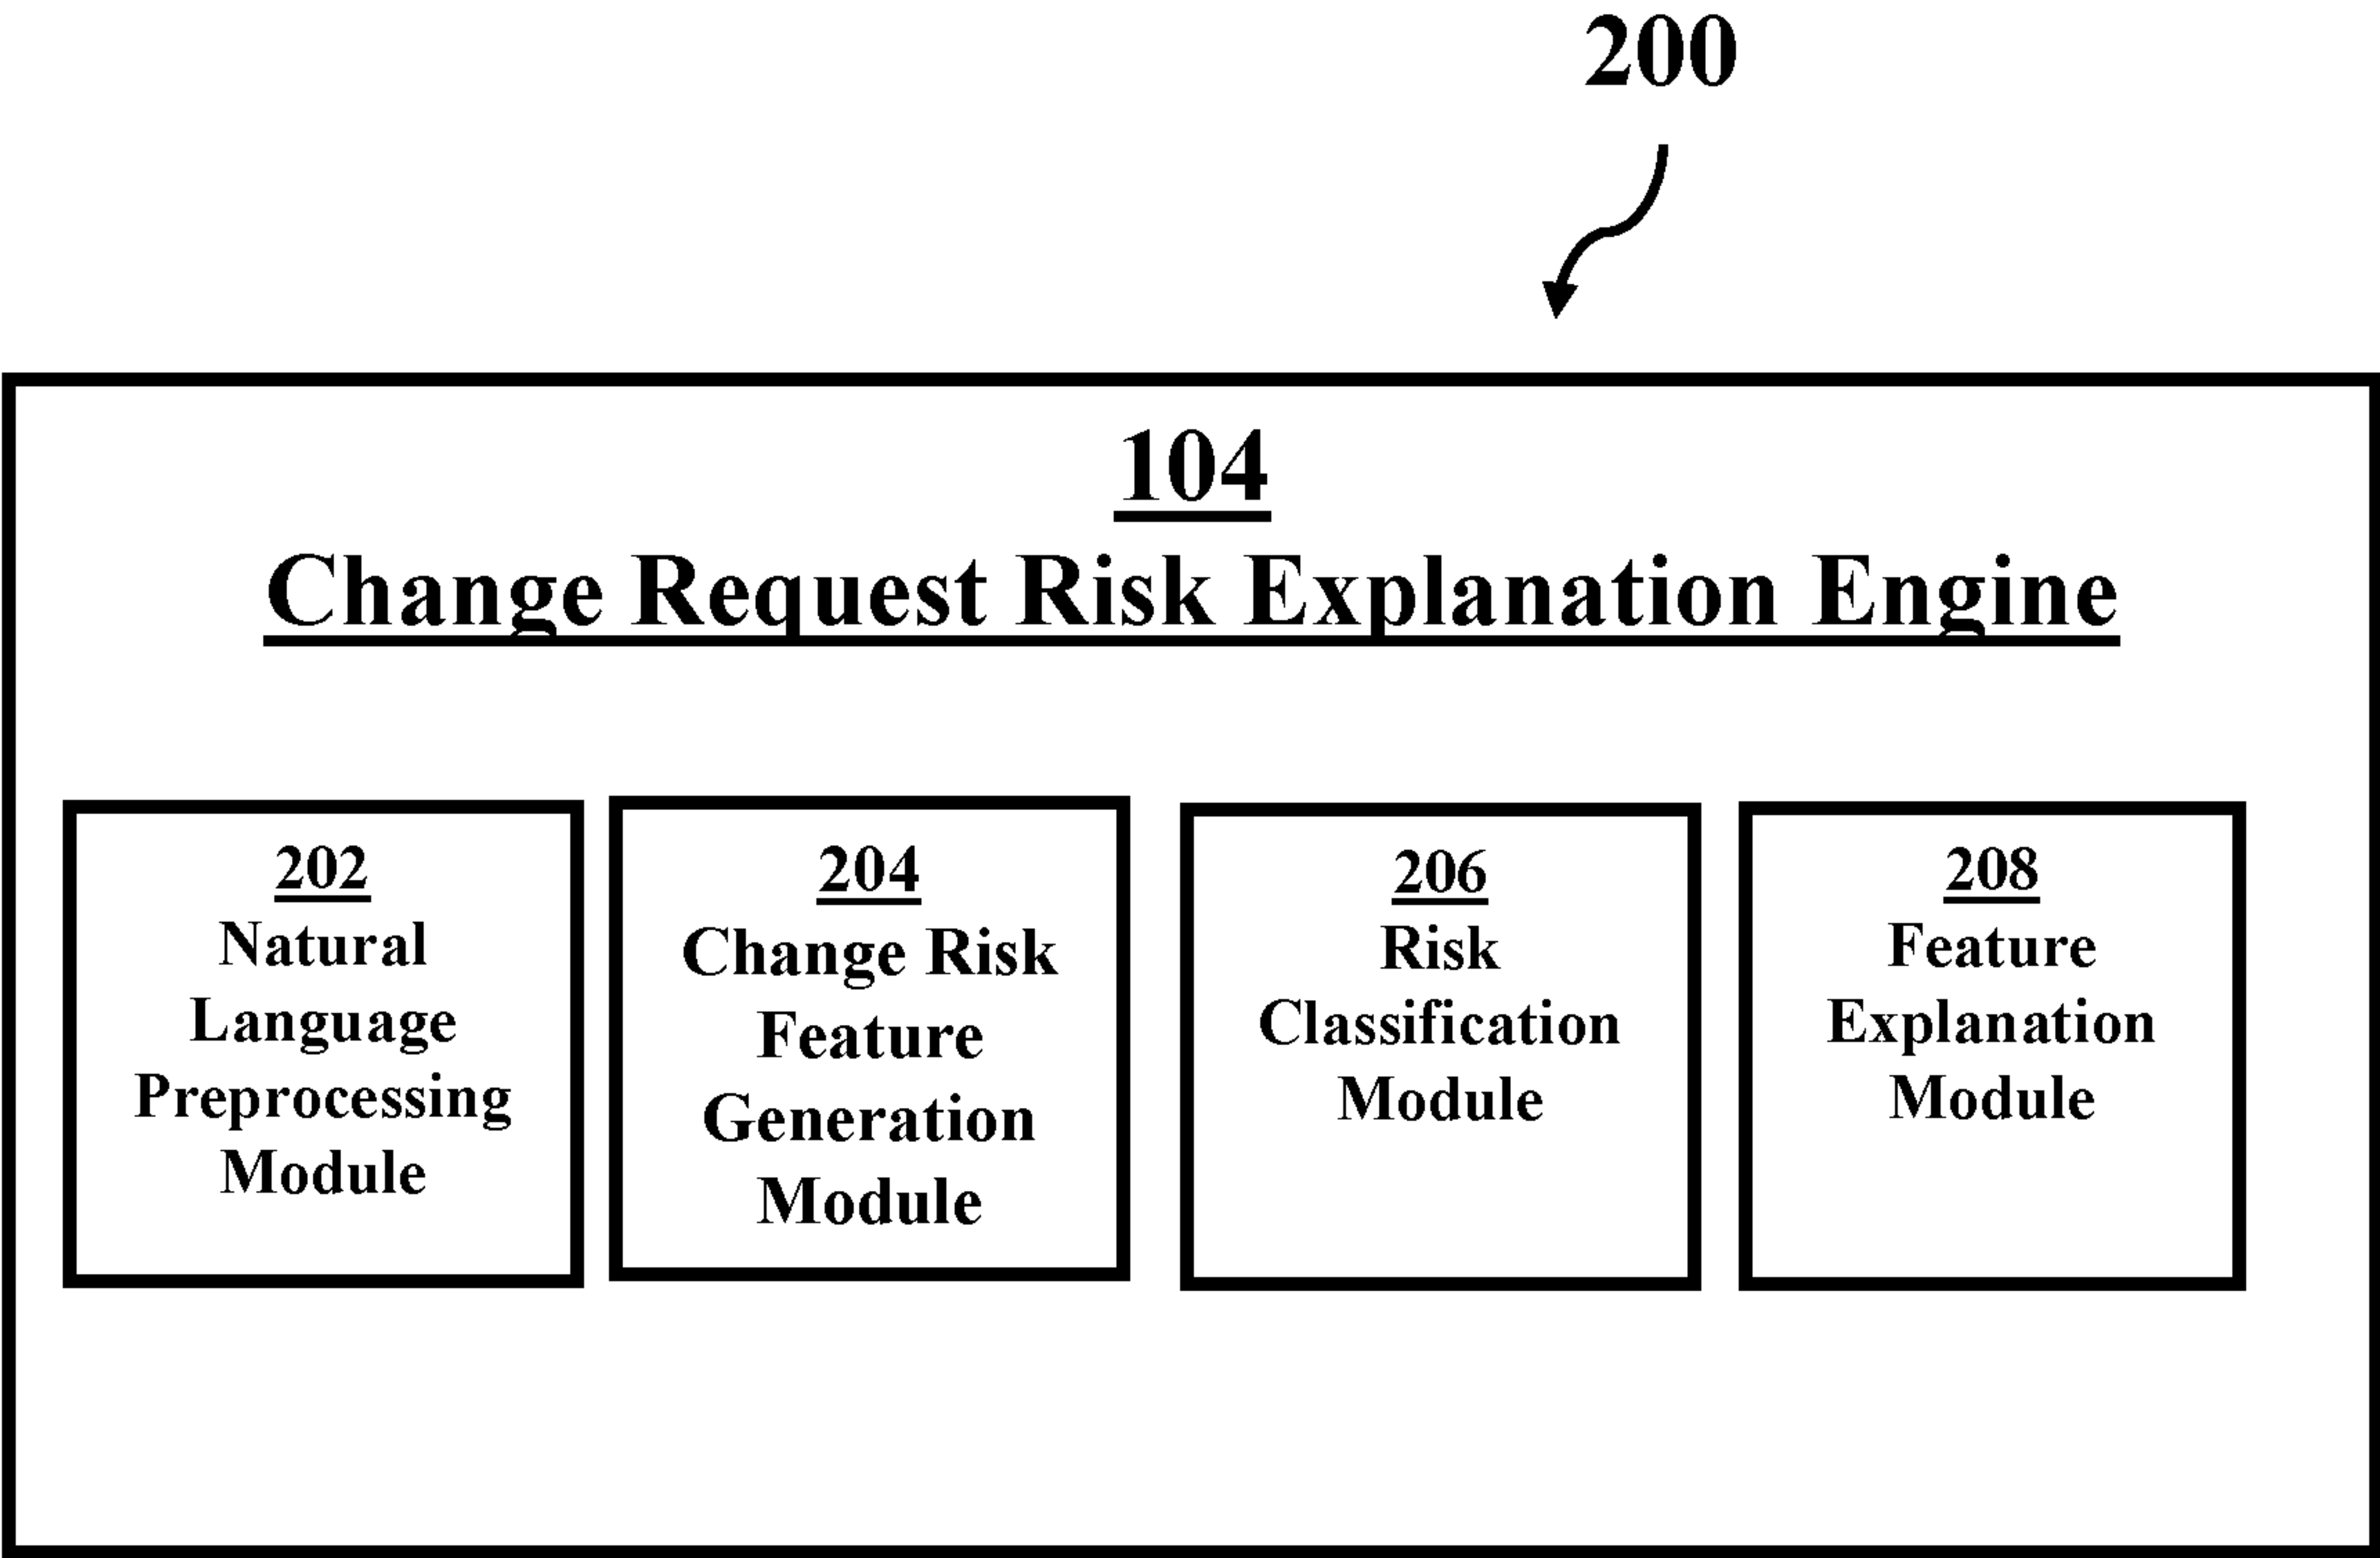 200
104
Change Request Risk Explanation Engine
202
Natural
Language
Preprocessing
Module
204
Change Risk
Feature
Generation
Module
206
Risk
Classification
Module
208
Feature
Explanation
Module